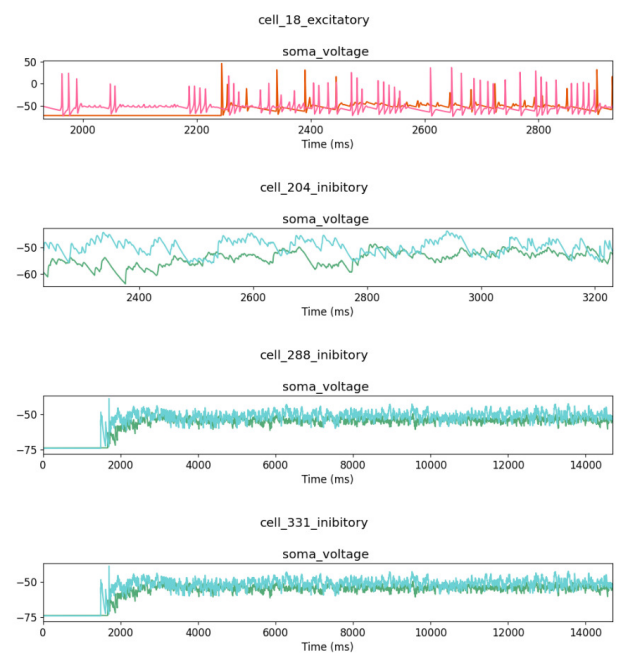 cell_18_excitatory
soma_voltage
50
0
−50
2000 2200 2400 2600 2800
Time (ms)
cell_204_inibitory
soma_voltage
−50
−60
2400 2600 2800 3000 3200
Time (ms)
cell_288_inibitory
soma_voltage
−50
−75
0 2000 4000 6000 8000 10000 12000 14000
Time (ms)
cell_331_inibitory
soma_voltage
−50
−75
0 2000 4000 6000 8000 10000 12000 14000
Time (ms)